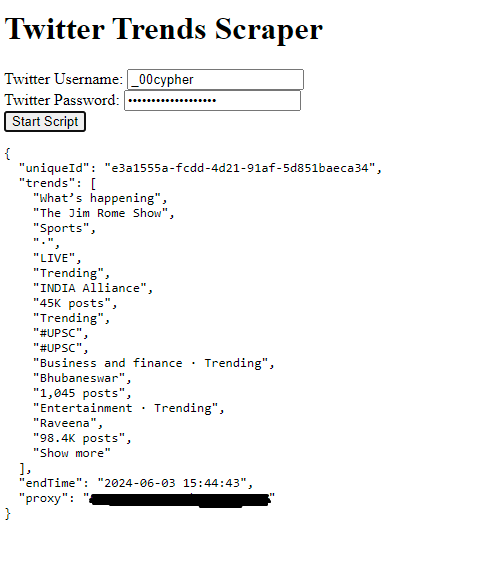 Twitter Trends Scraper
Twitter Username: _00cypher
Twitter Password: •••••••••••••••••••
Start Script
{
"uniqueId": "e3a1555a-fcdd-4d21-91af-5d851baeca34",
"trends": [
"What’s happening",
"The Jim Rome Show",
"Sports",
"·",
"LIVE",
"Trending",
"INDIA Alliance",
"45K posts",
"Trending",
"#UPSC",
"#UPSC",
"Business and finance · Trending",
"Bhubaneswar",
"1,045 posts",
"Entertainment · Trending",
"Raveena",
"98.4K posts",
"Show more"
],
"endTime": "2024-06-03 15:44:43",
"proxy": " "
}